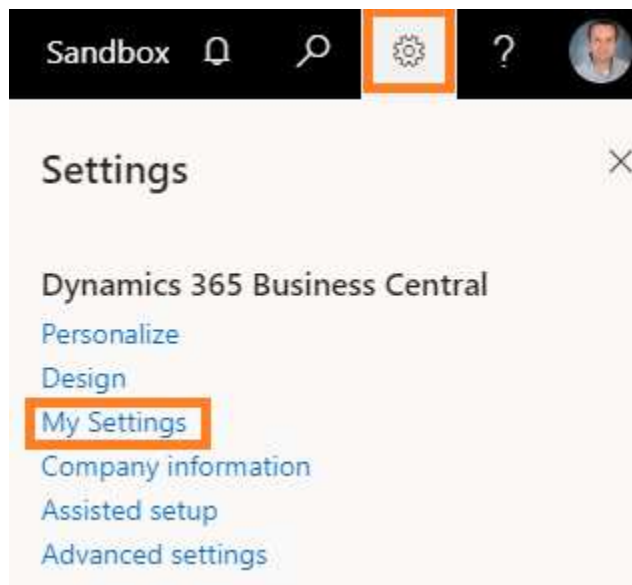 Sandbox ?
Settings
Dynamics 365 Business Central
Personalize
Design
My Settings
Company information
Assisted setup
Advanced settings